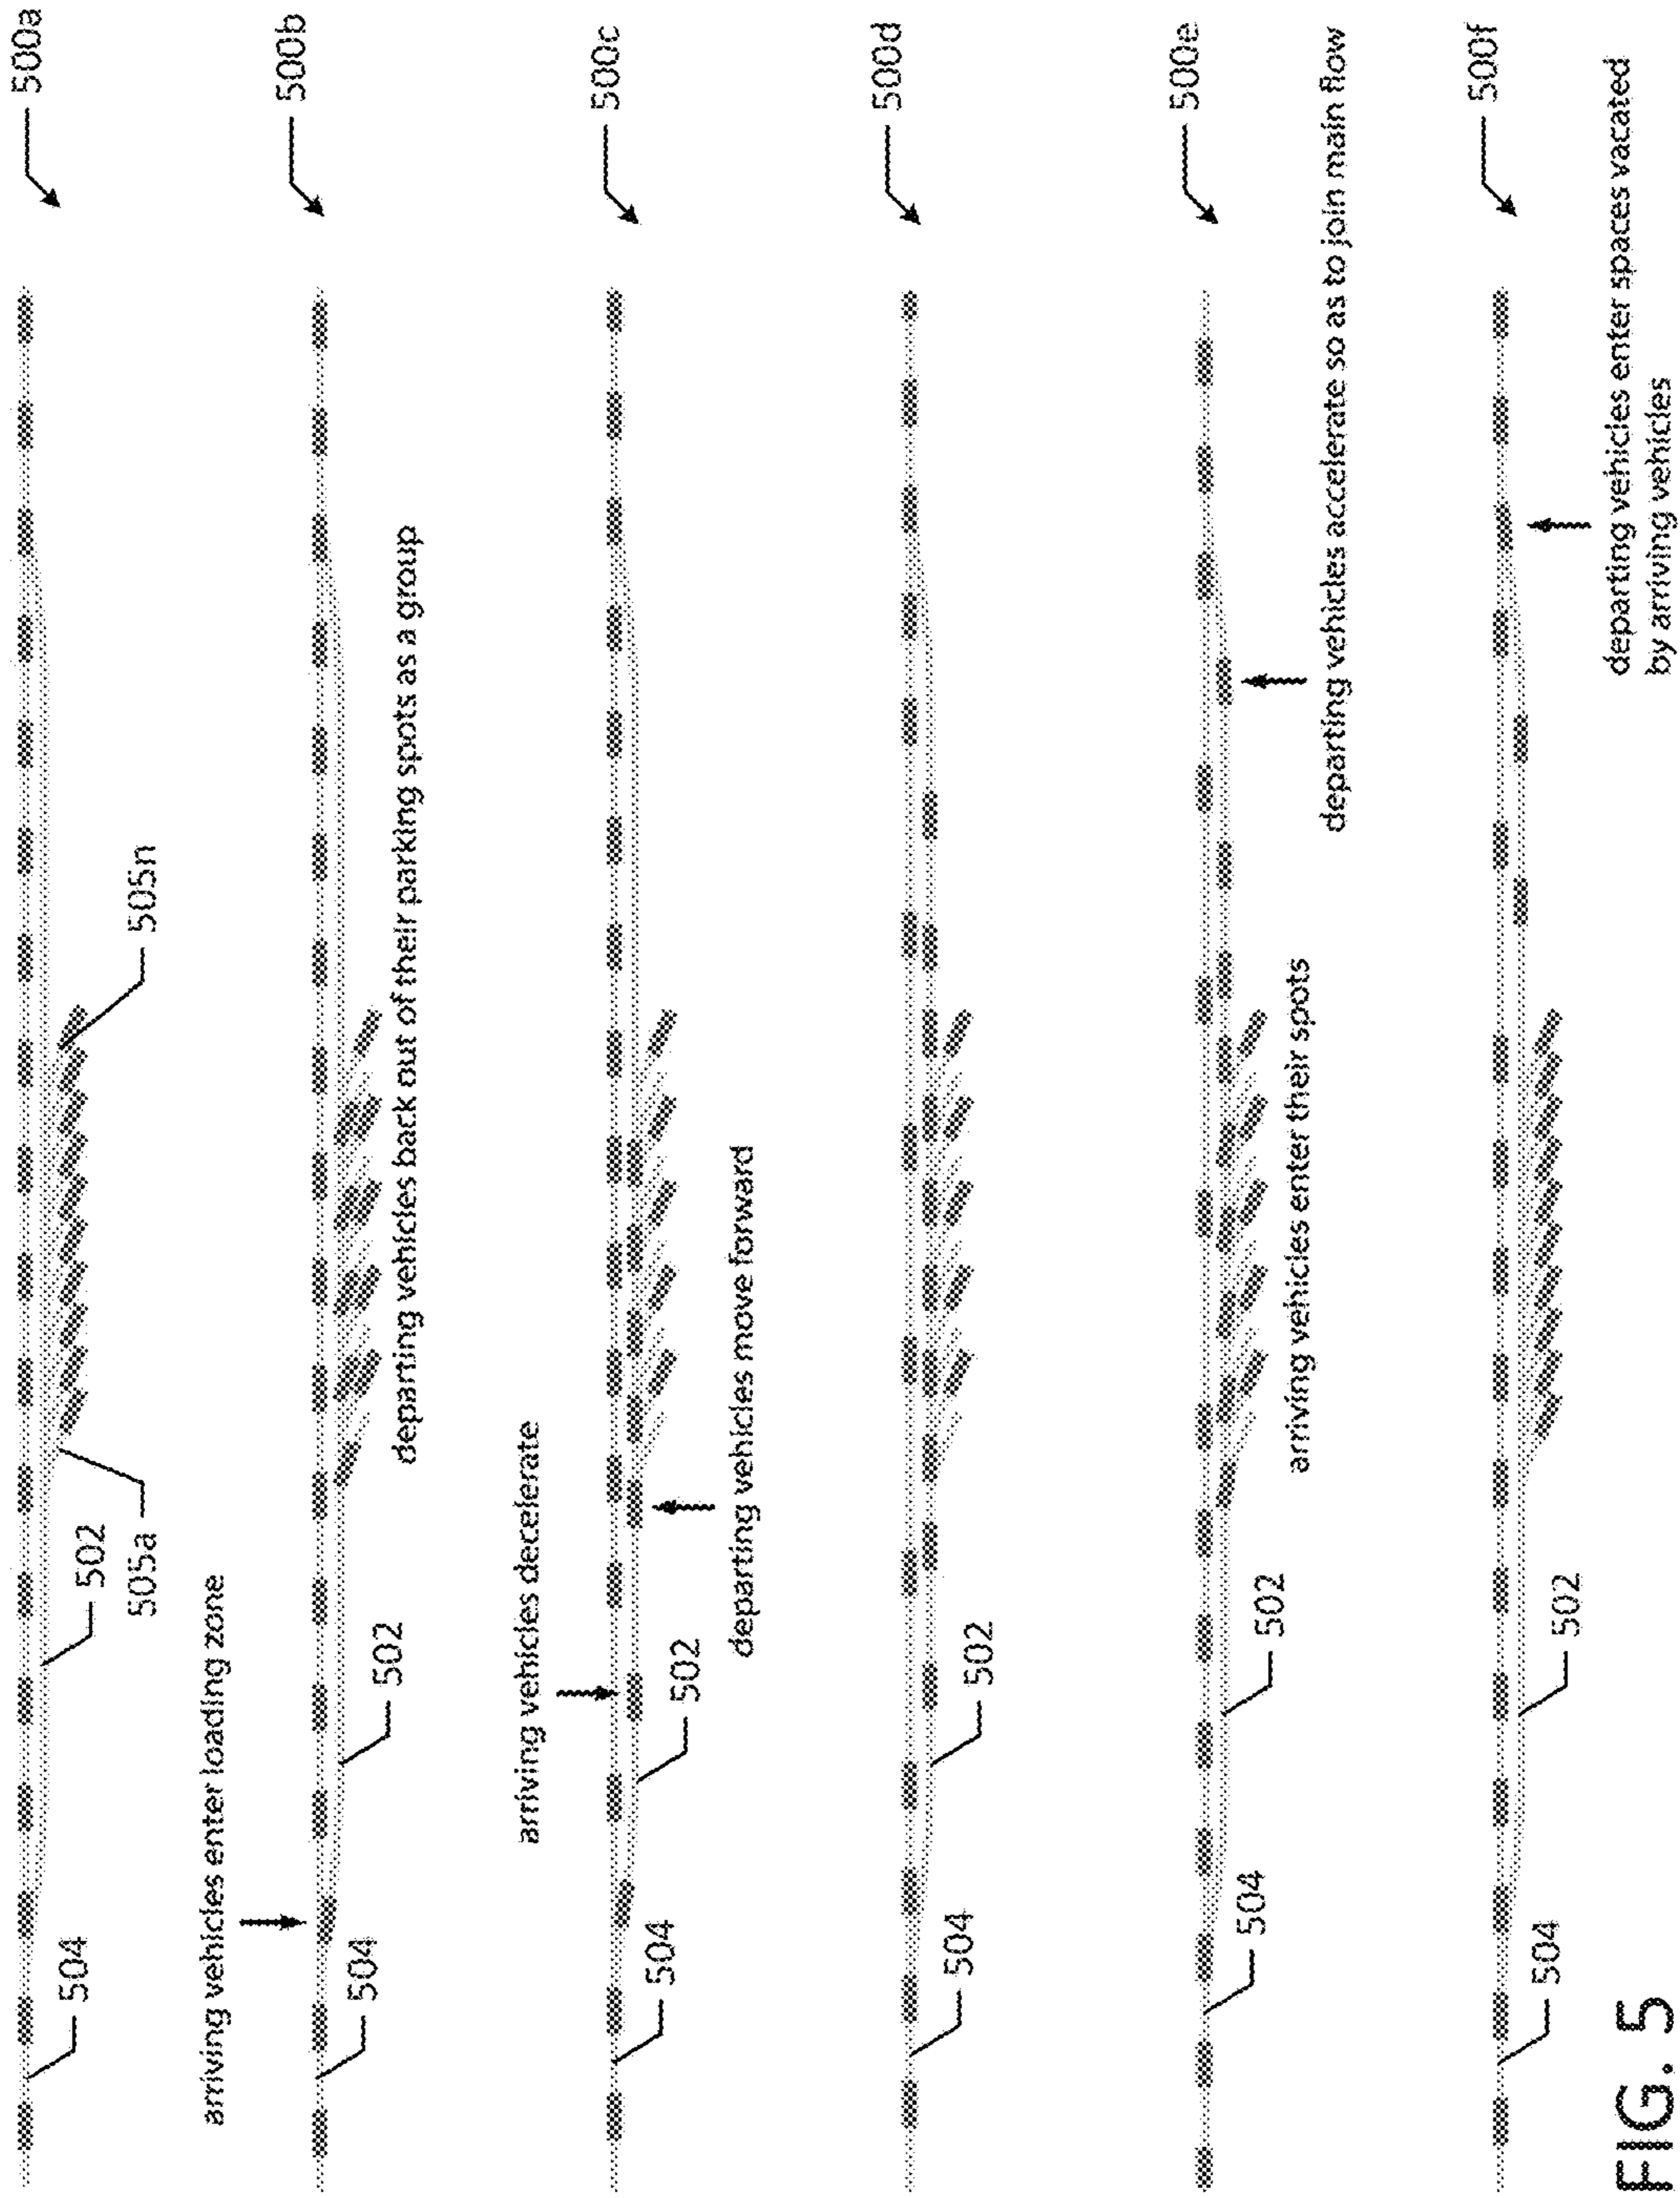 500a
504
502
505a
505n
arriving vehicles enter loading zone
500b
504
502
departing vehicles back out of their parking spots as a group
arriving vehicles decelerate
500c
504
502
departing vehicles move forward
500d
504
502
500e
504
502
arriving vehicles enter their spots
departing vehicles accelerate so as to join main flow
500f
504
502
departing vehicles enter spaces vacated
by arriving vehicles
FIG. 5